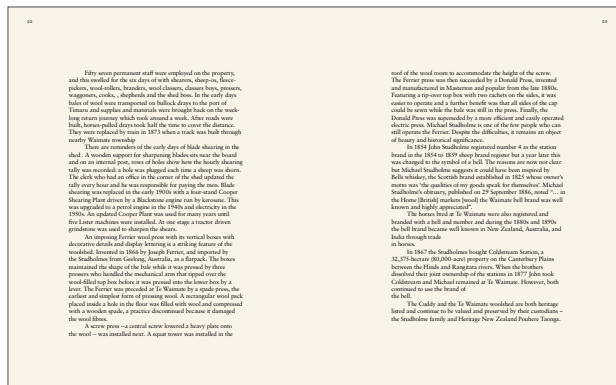 22
Fifty seven permanent staff were employed on the property,
and this swelled for the six days of with shearers, sheep-os, fleece-
pickers, wool-rollers, branders, wool classers, classers boys, pressers,
waggoners, cooks, , shepherds and the shed boss. In the early days
bales of wool were transported on bullock drays to the port of
Timaru and supplies and materials were brought back on the week-
long return journey which took around a week. After roads were
built, horses-pulled drays took half the time to cover the distance.
They were replaced by train in 1873 when a track was built through
nearby Waimate township
There are reminders of the early days of blade shearing in the
shed . A wooden support for sharpening blades sits near the board
and on an internal post, rows of holes show how the hourly shearing
tally was recorded: a hole was plugged each time a sheep was shorn.
The clerk who had an office in the corner of the shed updated the
tally every hour and he was responsible for paying the men. Blade
shearing was replaced in the early 1900s with a four-stand Cooper
Shearing Plant driven by a Blackstone engine run by kerosene. This
was upgraded to a petrol engine in the 1940s and electricity in the
1950s. An updated Cooper Plant was used for many years until
five Lister machines were installed. At one stage a tractor driven
grindstone was used to sharpen the shears.
An imposing Ferrier wool press with its vertical boxes with
decorative details and display lettering is a striking feature of the
woolshed. Invented in 1866 by Joseph Ferrier, and imported by
the Studholmes from Geelong, Australia, as a flatpack. The boxes
maintained the shape of the bale while it was pressed by three
pressers who handled the mechanical arm that tipped over the
wool-filled top box before it was pressed into the lower box by a
lever. The Ferrier was preceded at Te Waimate by a spade press, the
earliest and simplest form of pressing wool. A rectangular wool pack
placed inside a hole in the floor was filled with wool and compressed
with a wooden spade, a practice discontinued because it damaged
the wool fibres.
A screw press --a central screw lowered a heavy plate onto
the wool -- was installed next. A squat tower was installed in the
23
roof of the wool room to accommodate the height of the screw.
The Ferrier press was then succeeded by a Donald Press, invented
and manufactured in Masterton and popular from the late 1880s.
Featuring a tip-over top box with two rachets on the sides, it was
easier to operate and a further benefit was that all sides of the cap
could be sewn while the bale was still in the press. Finally, the
Donald Press was superseded by a more efficient and easily operated
electric press. Michael Studholme is one of the few people who can
still operate the Ferrier. Despite the difficulties, it remains an object
of beauty and historical significance.
In 1854 John Studholme registered number 4 as the station
brand in the 1854 to 1859 sheep brand register but a year later this
was changed to the symbol of a bell. The reasons are now not clear
but Michael Studholme suggests it could have been inspired by
Bells whiskey, the Scottish brand established in 1825 whose owner's
motto was 'the qualities of my goods speak for themselves'. Michael
Studholme's obituary, published on 29 September 1886, noted "... in
the Home [British] markets [wool] the Waimate bell brand was well
known and highly appreciated".
The horses bred at Te Waimate were also registered and
branded with a bell and number and during the 1880s and 1890s
the bell brand became well known in New Zealand, Australia, and
India through trade
in horses.
In 1867 the Studholmes bought Coldstream Station, a
32,375-hectare (80,000-acre) property on the Canterbury Plains
between the Hinds and Rangitata rivers. When the brothers
dissolved their joint ownership of the stations in 1877 John took
Coldstream and Michael remained at Te Waimate. However, both
continued to use the brand of
the bell.
The Cuddy and the Te Waimate woolshed are both heritage
listed and continue to be valued and preserved by their custodians –
the Studholme family and Heritage New Zealand Pouhere Taonga.